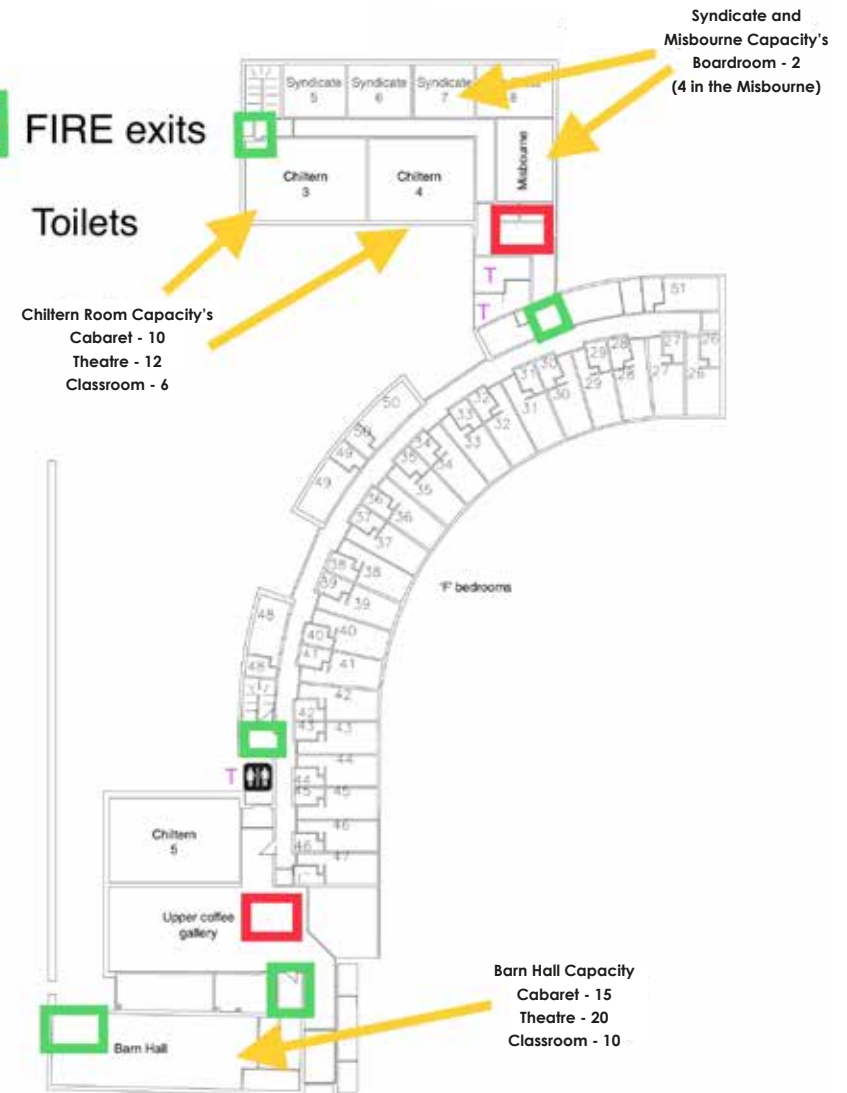 Syndicate and
Misbourne Capacity's
Boardroom - 2
(4 in the Misbourne)
Syndicate
5
Syndicate
6
Syndicate
7
8
FIRE exits
Chiltern
3
Chiltern
4
Misbourne
Toilets
T
T
51
Chiltern Room Capacity's
Cabaret - 10
Theatre - 12
Classroom - 6
26
26
27
27
28
28
29
29
30
30
31
31
32
32
33
33
34
34
35
35
36
36
37
37
38
38
39
39
40
40
41
41
42
42
43
43
44
44
45
45
46
46
47
50
50
49
49
48
48
'F' bedrooms
T
Chiltern
5
Upper coffee
gallery
Barn Hall Capacity
Cabaret - 15
Theatre - 20
Classroom - 10
Barn Hall